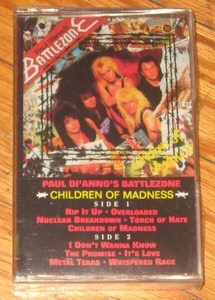 BATTLEZONE
PAUL DI'ANNO'S BATTLEZONE
CHILDREN OF MADNESS
SIDE 1
RIP IT UP • OVERLOADED
NUCLEAR BREAKDOWN • TORCH OF HATE
CHILDREN OF MADNESS
SIDE 2
I DON'T WANNA KNOW
THE PROMISE • IT'S LOVE
METAL TEARS • WHISPERED RAGE